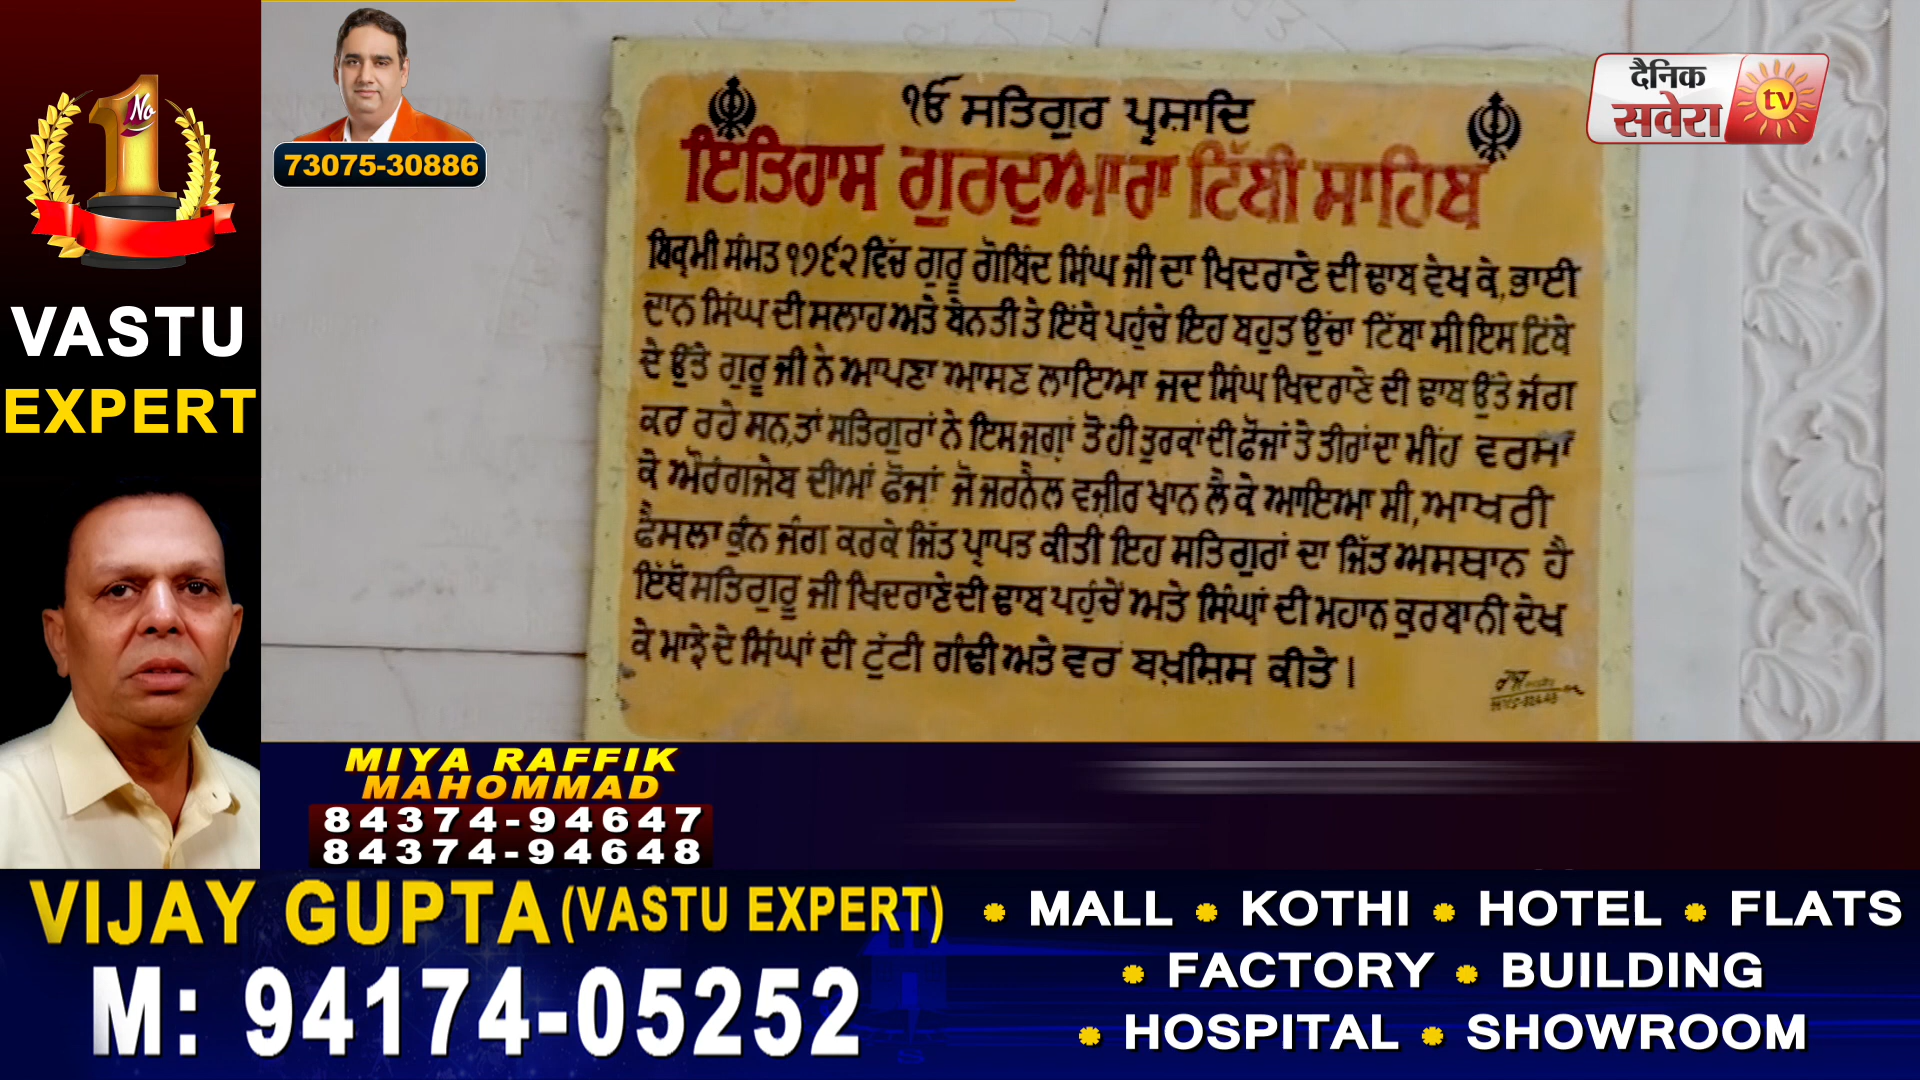 No 1
VASTU
EXPERT
73075-30886
दैनिक
सवेरा
tv
ੴ ਸਤਿਗੁਰ ਪ੍ਰਸ਼ਾਦਿ
ਇਤਿਹਾਸ ਗੁਰਦੁਆਰਾ ਟਿੱਬੀ ਸਾਹਿਬ
ਬਿਕ੍ਰਮੀ ਸੰਮਤ ੧੭੬੨ ਵਿੱਚ ਗੁਰੂ ਗੋਬਿੰਦ ਸਿੰਘ ਜੀ ਦਾ ਖਿਦਰਾਣੇ ਦੀ ਢਾਬ ਵੇਖ ਕੇ, ਭਾਈ
ਦਾਨ ਸਿੰਘ ਦੀ ਸਲਾਹ ਅਤੇ ਬੇਨਤੀ ਤੇ ਇੱਥੇ ਪਹੁੰਚੇ ਇਹ ਬਹੁਤ ਉੱਚਾ ਟਿੱਬਾ ਸੀ ਇਸ ਟਿੱਬੇ
ਦੇ ਉੱਤੇ ਗੁਰੂ ਜੀ ਨੇ ਆਪਣਾ ਆਸਣ ਲਾਇਆ ਜਦ ਸਿੰਘ ਖਿਦਰਾਣੇ ਦੀ ਢਾਬ ਉੱਤੇ ਜੰਗ
ਕਰ ਰਹੇ ਸਨ, ਤਾਂ ਸਤਿਗੁਰਾਂ ਨੇ ਇਸ ਜਗ੍ਹਾ ਤੋਂ ਹੀ ਤੁਰਕਾਂ ਦੀ ਫੌਜਾਂ ਤੇ ਤੀਰਾਂ ਦਾ ਮੀਂਹ ਵਰਸਾਂ
ਕੇ ਔਰੰਗਜੇਬ ਦੀਆਂ ਫੌਜਾਂ ਜੋ ਜਰਨੈਲ ਵਜ਼ੀਰ ਖਾਨ ਲੈ ਕੇ ਆਇਆ ਸੀ, ਆਖਰੀ
ਫੈਸਲਾ ਕੁੰਨ ਜੰਗ ਕਰਕੇ ਜਿੱਤ ਪ੍ਰਾਪਤ ਕੀਤੀ ਇਹ ਸਤਿਗੁਰਾਂ ਦਾ ਜਿੱਤ ਅਸਥਾਨ ਹੈ
ਇੱਥੋਂ ਸਤਿਗੁਰੂ ਜੀ ਖਿਦਰਾਣੇ ਦੀ ਢਾਬ ਪਹੁੰਚੇਂ ਅਤੇ ਸਿੰਘਾਂ ਦੀ ਮਹਾਨ ਕੁਰਬਾਨੀ ਦੇਖ
ਕੇ ਮਾਝੇ ਦੇ ਸਿੰਘਾਂ ਦੀ ਟੁੱਟੀ ਗੰਢੀ ਅਤੇ ਵਰ ਬਖ਼ਸ਼ਿਸ ਕੀਤੇ।
MIYA RAFFIK
MAHOMMAD
84374-94647
84374-94648
VIJAY GUPTA (VASTU EXPERT)
M: 94174-05252
MALL KOTHI HOTEL FLATS
FACTORY BUILDING
HOSPITAL SHOWROOM